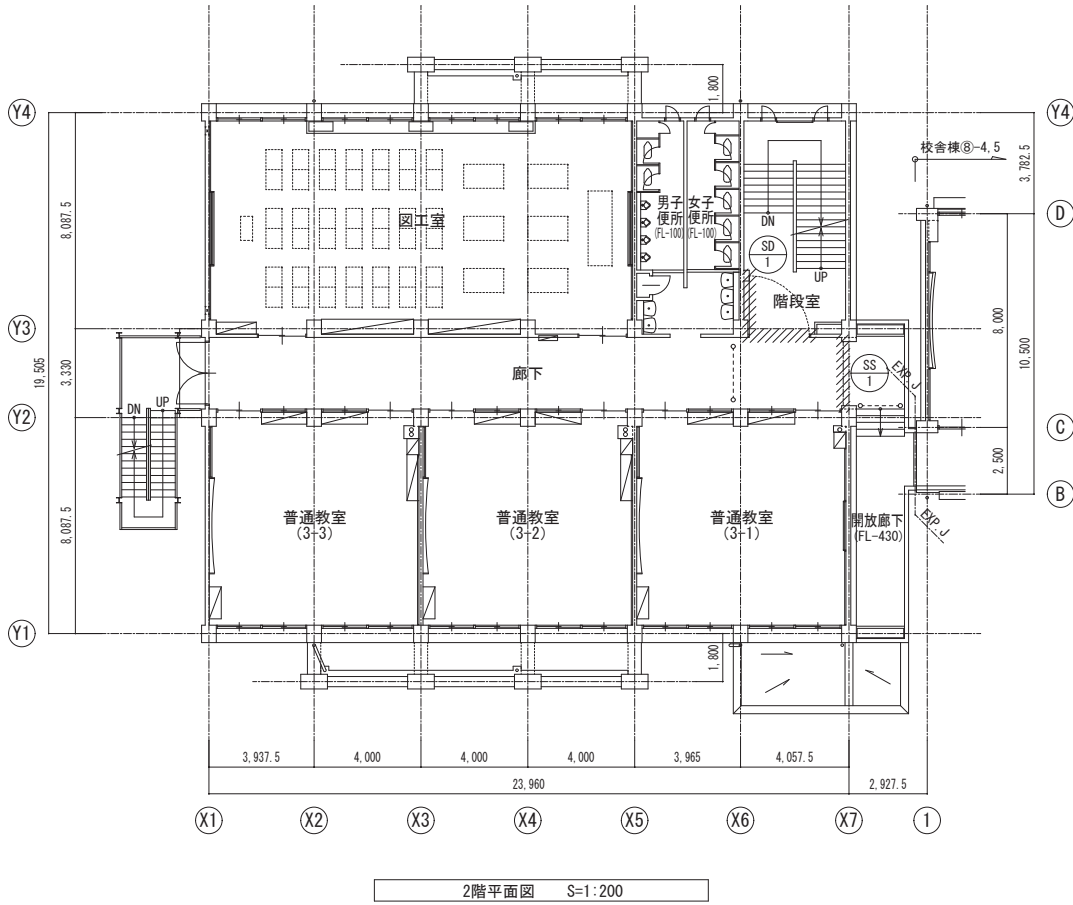 1,800
Y4
Y4
校舎棟⑧-4,5
3,782.5
D
8,087.5
図工室
男子便所
(FL-100)
女子便所
(FL-100)
DN
UP
SD
1
階段室
Y3
8,000
10,500
19,505
3,330
廊下
SS
1
EXP.J
DN
UP
Y2
C
2,500
8,087.5
普通教室
(3-3)
普通教室
(3-2)
普通教室
(3-1)
開放廊下
(FL-430)
EXP.J
B
Y1
1,800
3,937.5
4,000
4,000
4,000
3,965
4,057.5
23,960
2,927.5
X1
X2
X3
X4
X5
X6
X7
1
2階平面図 S=1:200